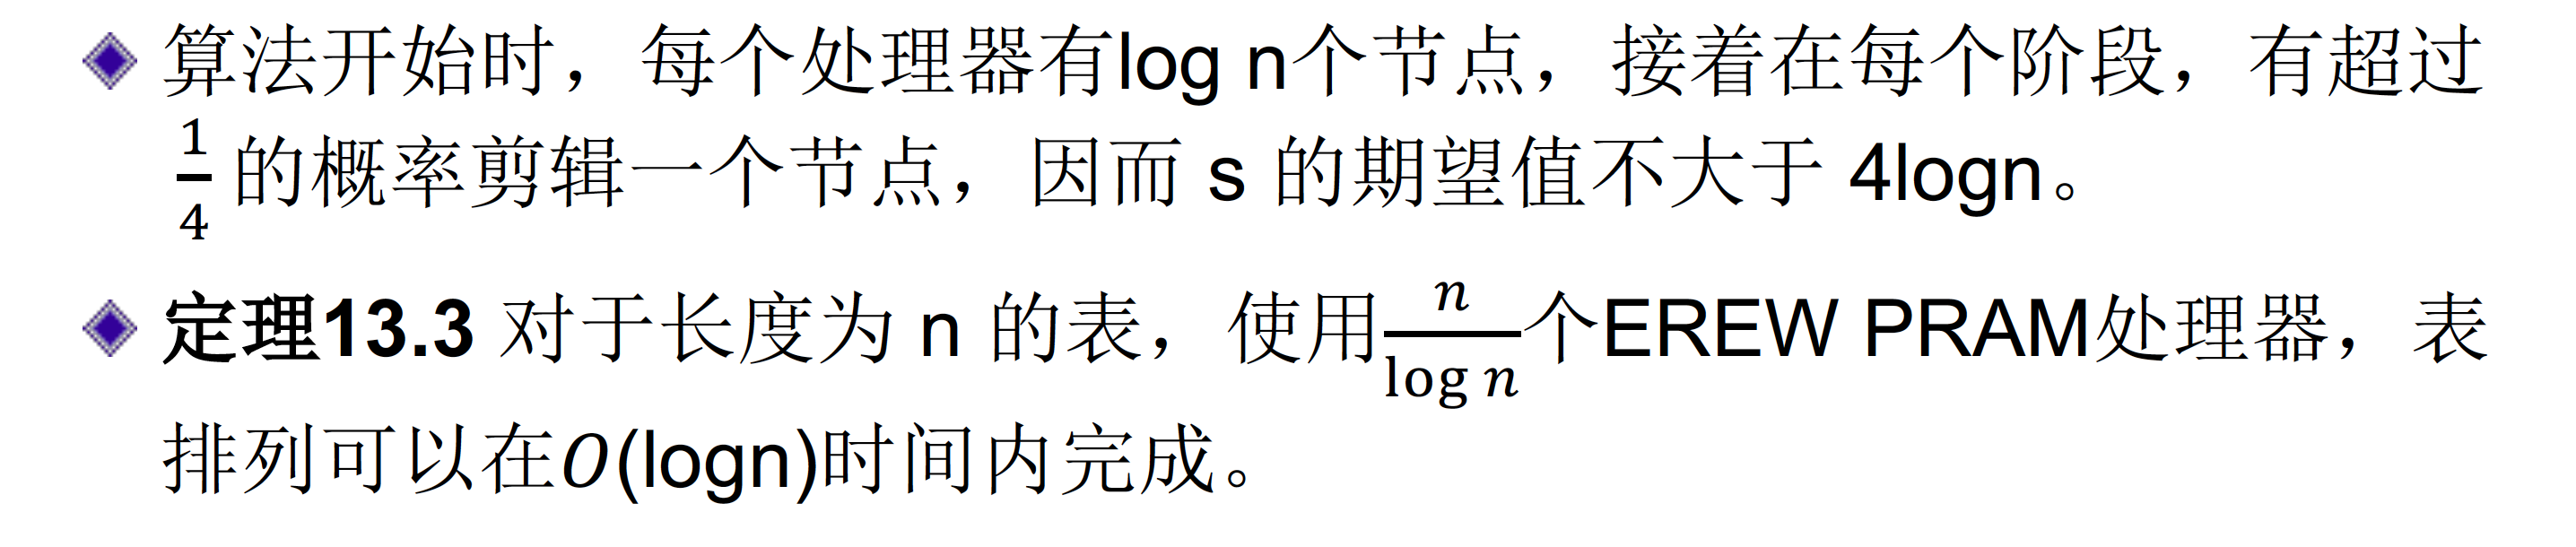 算法开始时，每个处理器有log n个节点，接着在每个阶段，有超过
1/4 的概率剪辑一个节点，因而 s 的期望值不大于 4logn。
定理13.3 对于长度为 n 的表，使用n/log n个EREW PRAM处理器，表
排列可以在O(logn)时间内完成。